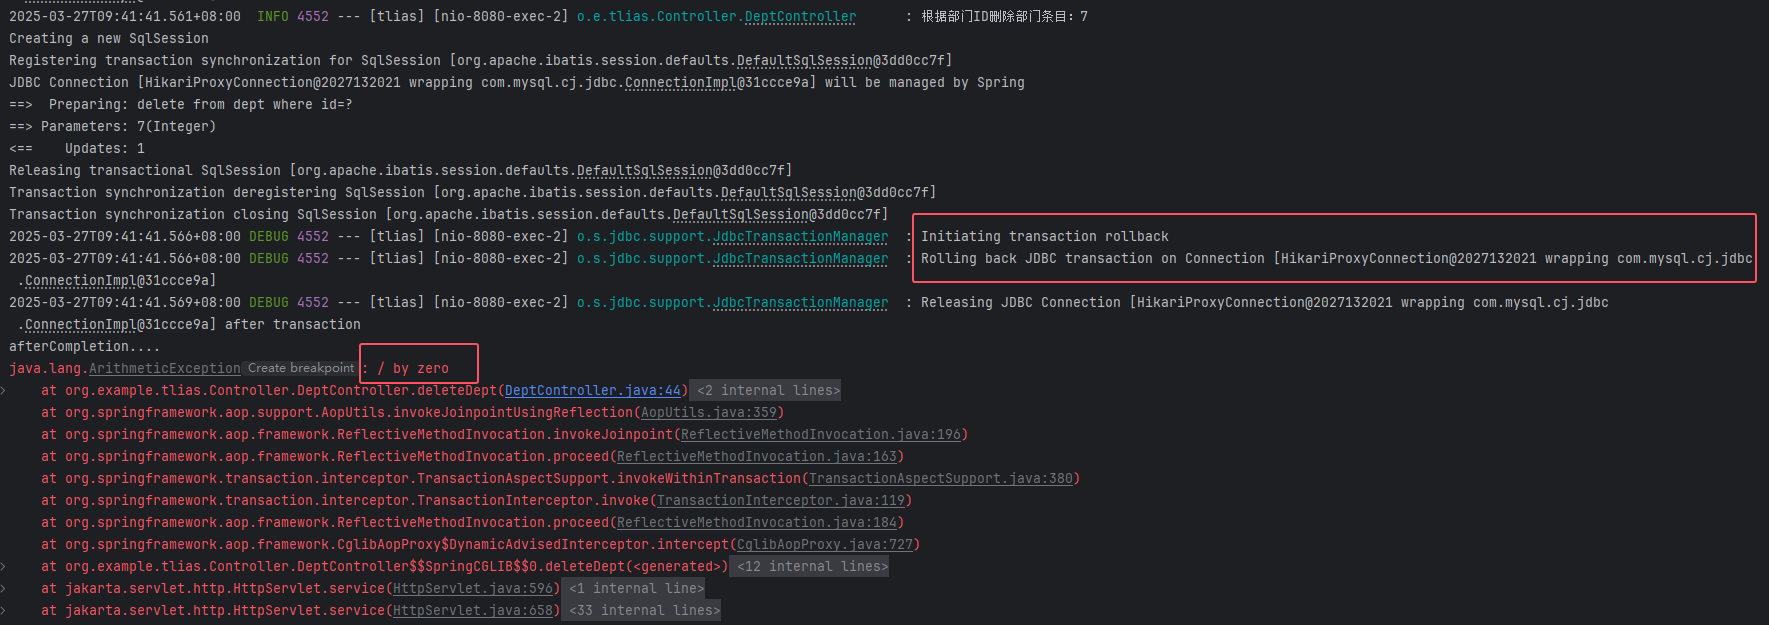 2025-03-27T09:41:41.561+08:00  INFO 4552 --- [tlias] [nio-8080-exec-2] o.e.tlias.Controller.DeptController      : 根据部门ID删除部门条目：7
Creating a new SqlSession
Registering transaction synchronization for SqlSession [org.apache.ibatis.session.defaults.DefaultSqlSession@3dd0cc7f]
JDBC Connection [HikariProxyConnection@2027132021 wrapping com.mysql.cj.jdbc.ConnectionImpl@31ccce9a] will be managed by Spring
==>  Preparing: delete from dept where id=?
==> Parameters: 7(Integer)
<==    Updates: 1
Releasing transactional SqlSession [org.apache.ibatis.session.defaults.DefaultSqlSession@3dd0cc7f]
Transaction synchronization deregistering SqlSession [org.apache.ibatis.session.defaults.DefaultSqlSession@3dd0cc7f]
Transaction synchronization closing SqlSession [org.apache.ibatis.session.defaults.DefaultSqlSession@3dd0cc7f]
2025-03-27T09:41:41.566+08:00 DEBUG 4552 --- [tlias] [nio-8080-exec-2] o.s.jdbc.support.JdbcTransactionManager  : Initiating transaction rollback
2025-03-27T09:41:41.566+08:00 DEBUG 4552 --- [tlias] [nio-8080-exec-2] o.s.jdbc.support.JdbcTransactionManager  : Rolling back JDBC transaction on Connection [HikariProxyConnection@2027132021 wrapping com.mysql.cj.jdbc
.ConnectionImpl@31ccce9a]
2025-03-27T09:41:41.569+08:00 DEBUG 4552 --- [tlias] [nio-8080-exec-2] o.s.jdbc.support.JdbcTransactionManager  : Releasing JDBC Connection [HikariProxyConnection@2027132021 wrapping com.mysql.cj.jdbc
.ConnectionImpl@31ccce9a] after transaction
afterCompletion....
java.lang.ArithmeticException Create breakpoint : / by zero
at org.example.tlias.Controller.DeptController.deleteDept(DeptController.java:44) <2 internal lines>
at org.springframework.aop.support.AopUtils.invokeJoinpointUsingReflection(AopUtils.java:359)
at org.springframework.aop.framework.ReflectiveMethodInvocation.invokeJoinpoint(ReflectiveMethodInvocation.java:196)
at org.springframework.aop.framework.ReflectiveMethodInvocation.proceed(ReflectiveMethodInvocation.java:163)
at org.springframework.transaction.interceptor.TransactionAspectSupport.invokeWithinTransaction(TransactionAspectSupport.java:380)
at org.springframework.transaction.interceptor.TransactionInterceptor.invoke(TransactionInterceptor.java:119)
at org.springframework.aop.framework.ReflectiveMethodInvocation.proceed(ReflectiveMethodInvocation.java:184)
at org.springframework.aop.framework.CglibAopProxy$DynamicAdvisedInterceptor.intercept(CglibAopProxy.java:727)
at org.example.tlias.Controller.DeptController$$SpringCGLIB$$0.deleteDept(<generated>) <12 internal lines>
at jakarta.servlet.http.HttpServlet.service(HttpServlet.java:596) <1 internal line>
at jakarta.servlet.http.HttpServlet.service(HttpServlet.java:658) <33 internal lines>